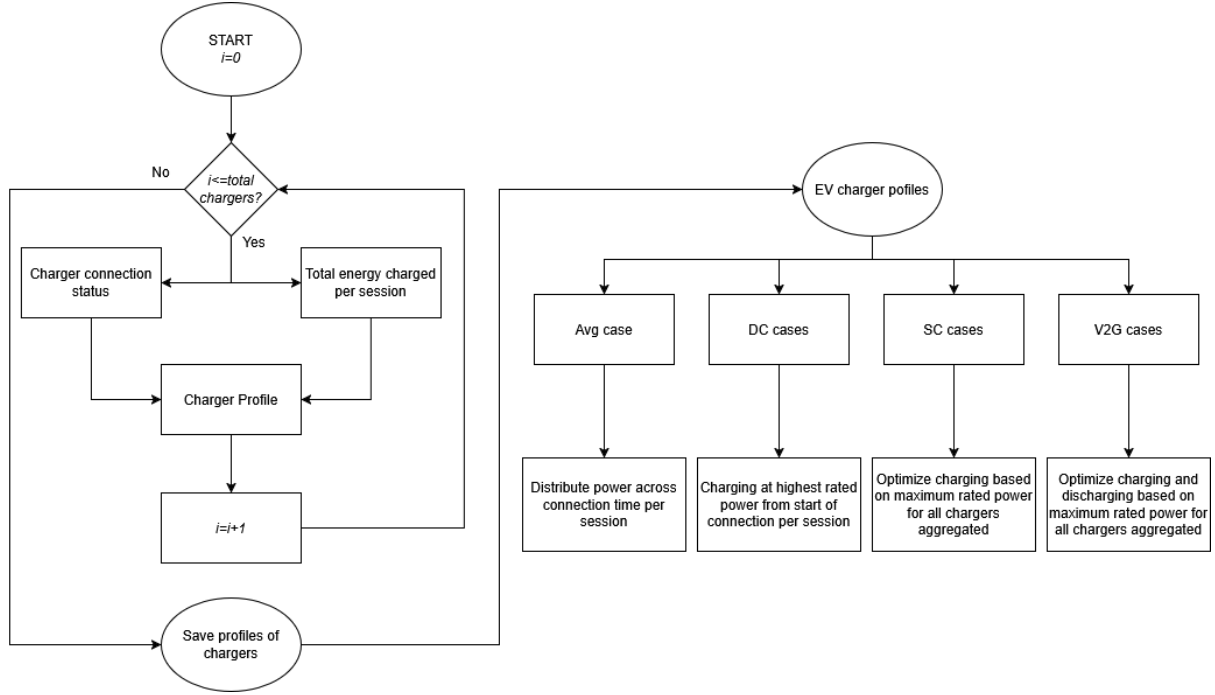 START
i=0
i<=total
chargers?
No
Yes
Charger connection
status
Total energy charged
per session
Charger Profile
i=i+1
Save profiles of
chargers
EV charger pofiles
Avg case
DC cases
SC cases
V2G cases
Distribute power across
connection time per
session
Charging at highest rated
power from start of
connection per session
Optimize charging based
on maximum rated power
for all chargers
aggregated
Optimize charging and
discharging based on
maximum rated power for
all chargers aggregated